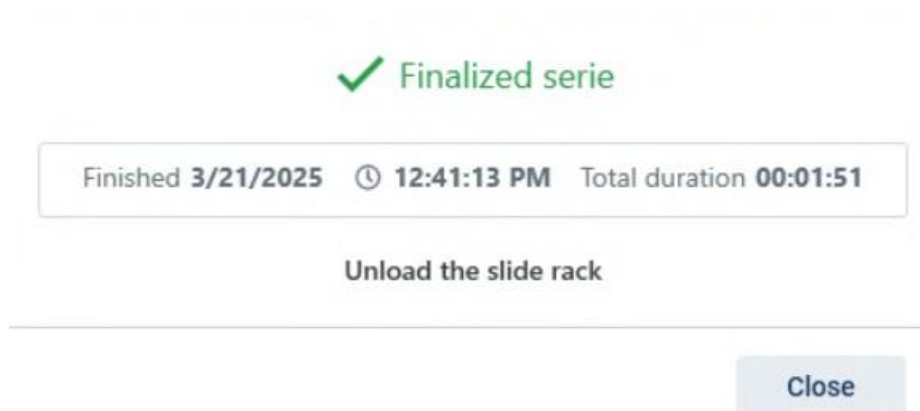 Finalized serie
Finished 3/21/2025 12:41:13 PM Total duration 00:01:51
Unload the slide rack
Close